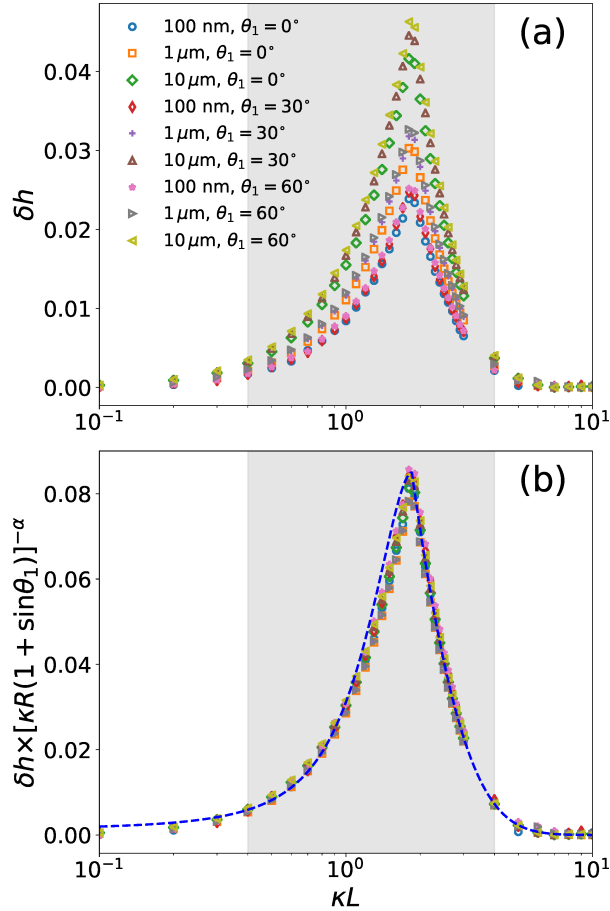 (a)
100 nm, θ₁ = 0°
1 μm, θ₁ = 0°
10 μm, θ₁ = 0°
100 nm, θ₁ = 30°
1 μm, θ₁ = 30°
10 μm, θ₁ = 30°
100 nm, θ₁ = 60°
1 μm, θ₁ = 60°
10 μm, θ₁ = 60°
δh
0.04
0.03
0.02
0.01
0.00
10⁻¹ 10⁰ 10¹
(b)
δh×[κR(1 + sinθ₁)]⁻ᵅ
0.08
0.06
0.04
0.02
0.00
10⁻¹ 10⁰ 10¹
κL